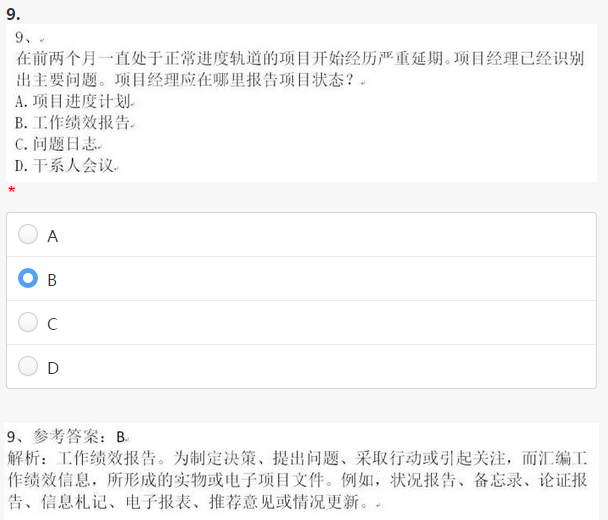 9.
9、
在前两个月一直处于正常进度轨道的项目开始经历严重延期。项目经理已经识别
出主要问题。项目经理应在哪里报告项目状态？
A.项目进度计划
B.工作绩效报告
C.问题日志
D.干系人会议
*
A
B
C
D
9、参考答案：B
解析：工作绩效报告。为制定决策、提出问题、采取行动或引起关注，而汇编工
作绩效信息，所形成的实物或电子项目文件。例如，状况报告、备忘录、论证报
告、信息札记、电子报表、推荐意见或情况更新。